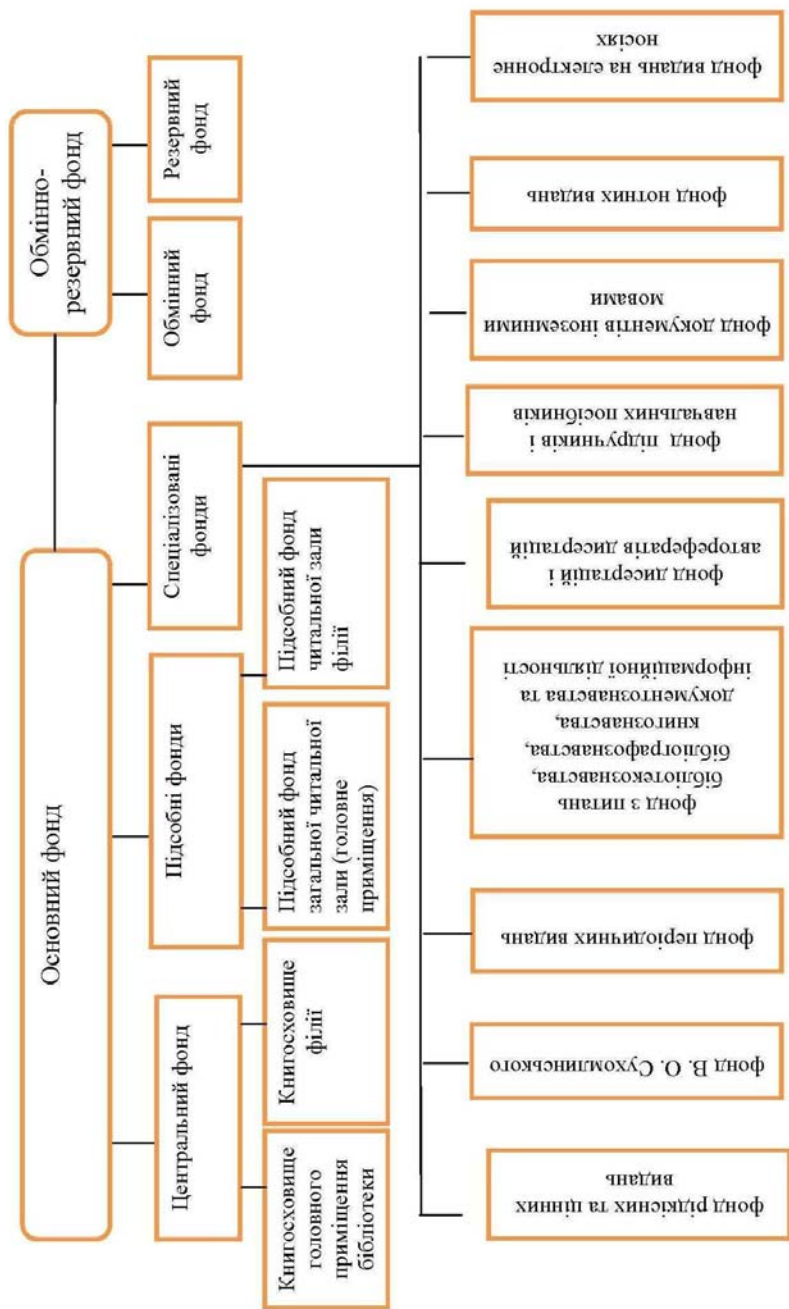 Основний фонд
Обмінно-
резервний фонд
Центральний фонд
Підсобні фонди
Спеціалізовані
фонди
Обмінний
фонд
Резервний
фонд
Книгосховище
головного
приміщення
бібліотеки
Книгосховище
філії
Підсобний фонд
загальної читальної
зали (головне
приміщення)
Підсобний фонд
читальної зали
філії
фонд рідкісних та цінних
видань
фонд В. О. Сухомлинського
фонд періодичних видань
фонд з питань
бібліотекознавства,
бібліографознавства,
книгознавства,
документознавства та
інформаційної діяльності
фонд дисертацій і
авторефератів дисертацій
фонд підручників і
навчальних посібників
фонд документів іноземними
мовами
фонд нотних видань
фонд видань на електронне
носіях